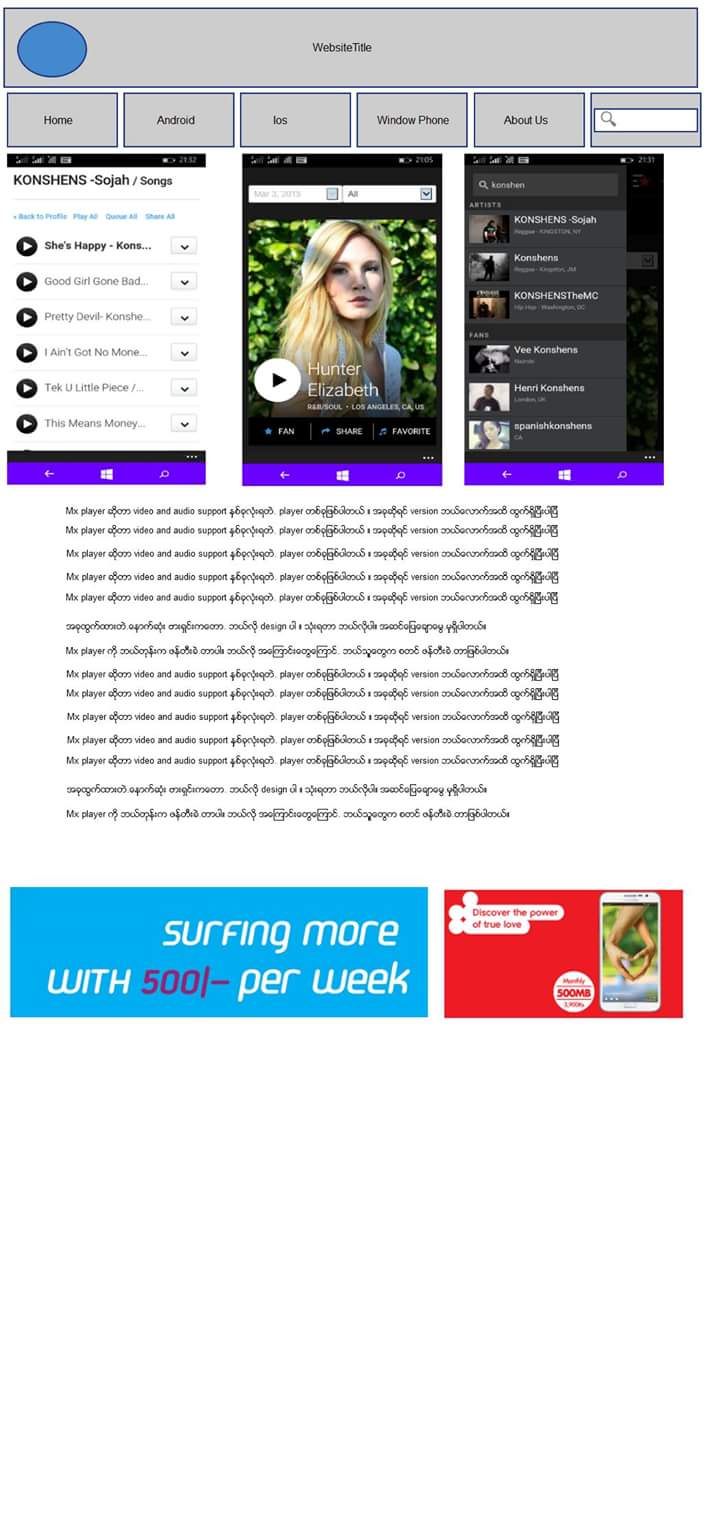 WebsiteTitle
Home
Android
Ios
Window Phone
About Us
21:32
KONSHENS -Sojah / Songs
« Back to Profile Play All Queue All Share All
She's Happy - Kons...
Good Girl Gone Bad...
Pretty Devil- Konshe...
I Ain't Got No Mone...
Tek U Little Piece /...
This Means Money...
21:05
Mar 3, 2013 All
Hunter
Elizabeth
R&B/SOUL • LOS ANGELES, CA, US
FAN SHARE FAVORITE
21:31
konshen
ARTISTS
KONSHENS -Sojah
Reggae - KINGSTON, NY
Konshens
Reggae - Kingston, JM
KONSHENSTheMC
Hip Hop - Washington, DC
FANS
Vee Konshens
Nairobi
Henri Konshens
London, UK
spanishkonshens
CA
Mx player ဆိုတာ video and audio support နှစ်ခုလုံးရတဲ့. player တစ်ခုဖြစ်ပါတယ် ။ အခုဆိုရင် version ဘယ်လောက်အထိ ထွက်ရှိပြီးပါပြီ
Mx player ဆိုတာ video and audio support နှစ်ခုလုံးရတဲ့. player တစ်ခုဖြစ်ပါတယ် ။ အခုဆိုရင် version ဘယ်လောက်အထိ ထွက်ရှိပြီးပါပြီ
Mx player ဆိုတာ video and audio support နှစ်ခုလုံးရတဲ့. player တစ်ခုဖြစ်ပါတယ် ။ အခုဆိုရင် version ဘယ်လောက်အထိ ထွက်ရှိပြီးပါပြီ
Mx player ဆိုတာ video and audio support နှစ်ခုလုံးရတဲ့. player တစ်ခုဖြစ်ပါတယ် ။ အခုဆိုရင် version ဘယ်လောက်အထိ ထွက်ရှိပြီးပါပြီ
Mx player ဆိုတာ video and audio support နှစ်ခုလုံးရတဲ့. player တစ်ခုဖြစ်ပါတယ် ။ အခုဆိုရင် version ဘယ်လောက်အထိ ထွက်ရှိပြီးပါပြီ
အခုထွက်ထားတဲ့.နောက်ဆုံး ဗားရှင်းကတော့. ဘယ်လို design ပါ ။ သုံးရတာ ဘယ်လိုပါ။ အဆင်ပြေချောမွေ့ မှုရှိပါတယ်။
Mx player ကို ဘယ်တုန်းက ဖန်တီးခဲ့.တာပါ။ ဘယ်လို အကြောင်းတွေကြောင့်. ဘယ်သူတွေက စတင် ဖန်တီးခဲ့.တာဖြစ်ပါတယ်။
Mx player ဆိုတာ video and audio support နှစ်ခုလုံးရတဲ့. player တစ်ခုဖြစ်ပါတယ် ။ အခုဆိုရင် version ဘယ်လောက်အထိ ထွက်ရှိပြီးပါပြီ
Mx player ဆိုတာ video and audio support နှစ်ခုလုံးရတဲ့. player တစ်ခုဖြစ်ပါတယ် ။ အခုဆိုရင် version ဘယ်လောက်အထိ ထွက်ရှိပြီးပါပြီ
Mx player ဆိုတာ video and audio support နှစ်ခုလုံးရတဲ့. player တစ်ခုဖြစ်ပါတယ် ။ အခုဆိုရင် version ဘယ်လောက်အထိ ထွက်ရှိပြီးပါပြီ
Mx player ဆိုတာ video and audio support နှစ်ခုလုံးရတဲ့. player တစ်ခုဖြစ်ပါတယ် ။ အခုဆိုရင် version ဘယ်လောက်အထိ ထွက်ရှိပြီးပါပြီ
Mx player ဆိုတာ video and audio support နှစ်ခုလုံးရတဲ့. player တစ်ခုဖြစ်ပါတယ် ။ အခုဆိုရင် version ဘယ်လောက်အထိ ထွက်ရှိပြီးပါပြီ
အခုထွက်ထားတဲ့.နောက်ဆုံး ဗားရှင်းကတော့. ဘယ်လို design ပါ ။ သုံးရတာ ဘယ်လိုပါ။ အဆင်ပြေချောမွေ့ မှုရှိပါတယ်။
Mx player ကို ဘယ်တုန်းက ဖန်တီးခဲ့.တာပါ။ ဘယ်လို အကြောင်းတွေကြောင့်. ဘယ်သူတွေက စတင် ဖန်တီးခဲ့.တာဖြစ်ပါတယ်။
surfing more
with 500/– per week
Discover the power
of true love
Monthly
500MB
3,900Ks